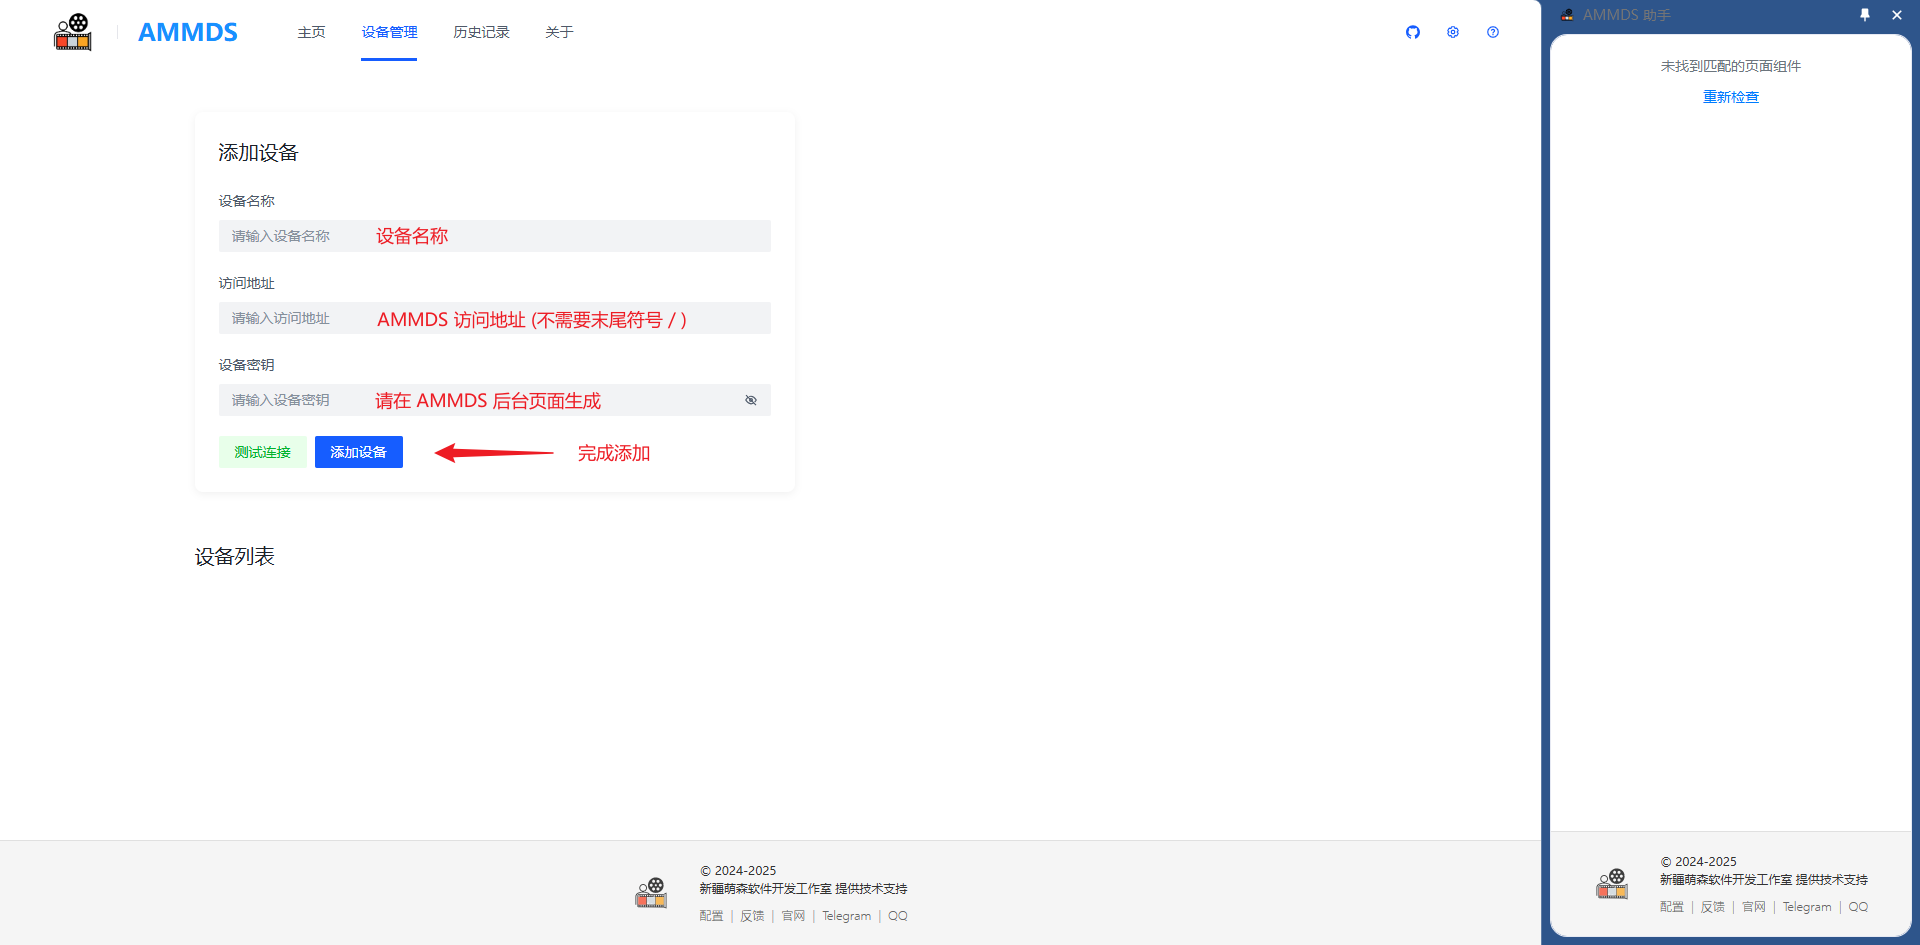 AMMDS 主页 设备管理 历史记录 关于
添加设备
设备名称
请输入设备名称 设备名称
访问地址
请输入访问地址 AMMDS 访问地址 (不需要末尾符号 / )
设备密钥
请输入设备密钥 请在 AMMDS 后台页面生成
测试连接 添加设备 完成添加
设备列表
© 2024-2025
新疆萌森软件开发工作室 提供技术支持
配置 | 反馈 | 官网 | Telegram | QQ
AMMDS 助手
未找到匹配的页面组件
重新检查
© 2024-2025
新疆萌森软件开发工作室 提供技术支持
配置 | 反馈 | 官网 | Telegram | QQ